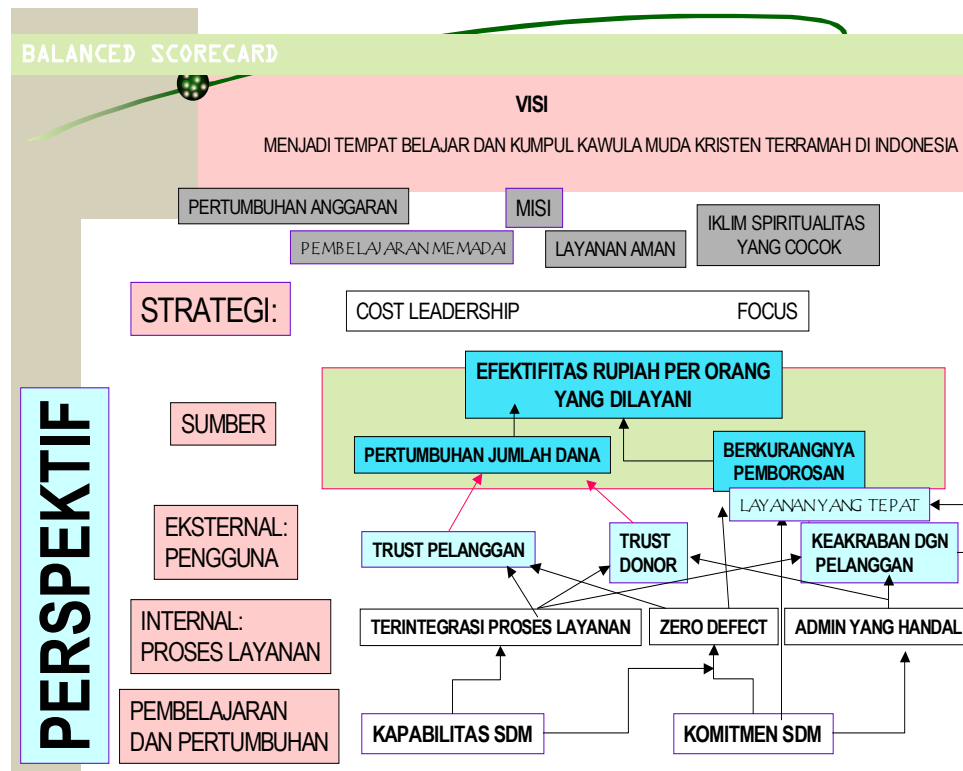 BALANCED SCORECARD
VISI
MENJADI TEMPAT BELAJAR DAN KUMPUL KAWULA MUDA KRISTEN TERRAMAH DI INDONESIA
PERTUMBUHAN ANGGARAN
MISI
IKLIM SPIRITUALITAS
YANG COCOK
PEMBELAJARAN MEMADAI
LAYANAN AMAN
STRATEGI:
COST LEADERSHIP FOCUS
PERSPEKTIF
SUMBER
EFEKTIFITAS RUPIAH PER ORANG
YANG DILAYANI
PERTUMBUHAN JUMLAH DANA
BERKURANGNYA
PEMBOROSAN
LAYANAN YANG TEPAT
EKSTERNAL:
PENGGUNA
TRUST PELANGGAN
TRUST
DONOR
KEAKRABAN DGN
PELANGGAN
INTERNAL:
PROSES LAYANAN
TERINTEGRASI PROSES LAYANAN
ZERO DEFECT
ADMIN YANG HANDAL
PEMBELAJARAN
DAN PERTUMBUHAN
KAPABILITAS SDM
KOMITMEN SDM